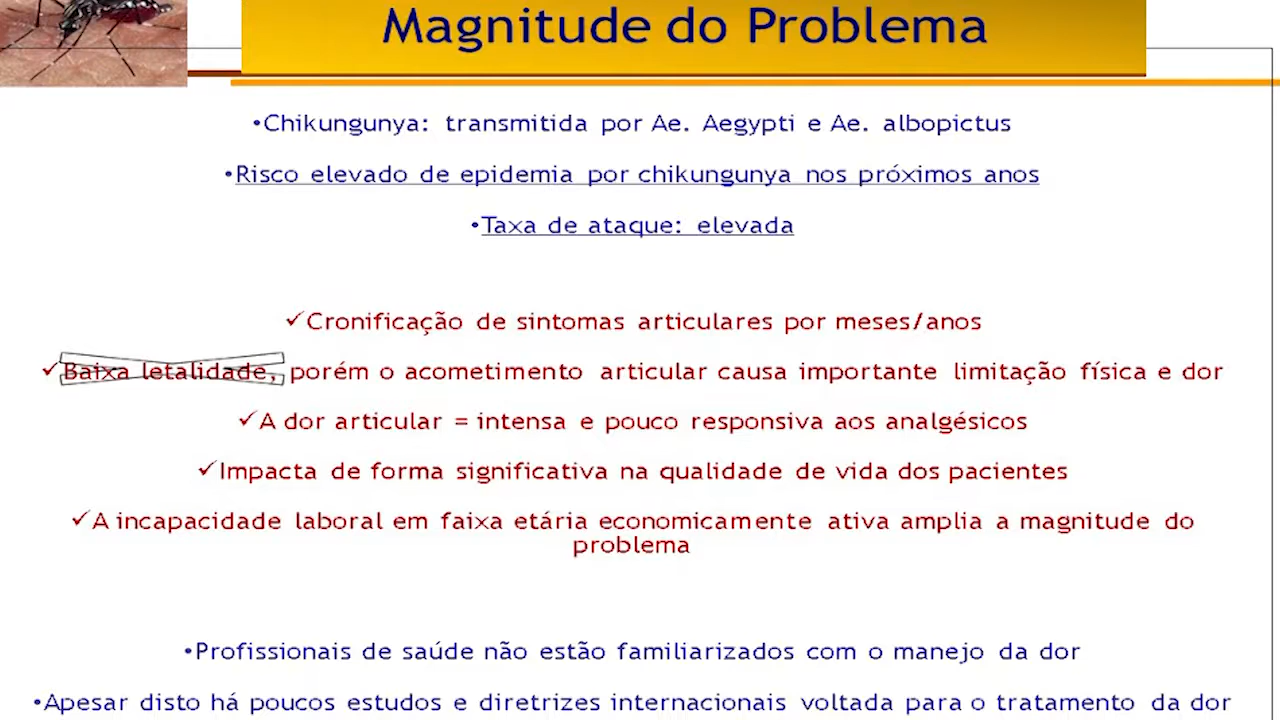 Magnitude do Problema
•Chikungunya: transmitida por Ae. Aegypti e Ae. albopictus
•Risco elevado de epidemia por chikungunya nos próximos anos
•Taxa de ataque: elevada
✓Cronificação de sintomas articulares por meses/anos
✓Baixa letalidade, porém o acometimento articular causa importante limitação física e dor
✓A dor articular = intensa e pouco responsiva aos analgésicos
✓Impacta de forma significativa na qualidade de vida dos pacientes
✓A incapacidade laboral em faixa etária economicamente ativa amplia a magnitude do
problema
•Profissionais de saúde não estão familiarizados com o manejo da dor
•Apesar disto há poucos estudos e diretrizes internacionais voltada para o tratamento da dor